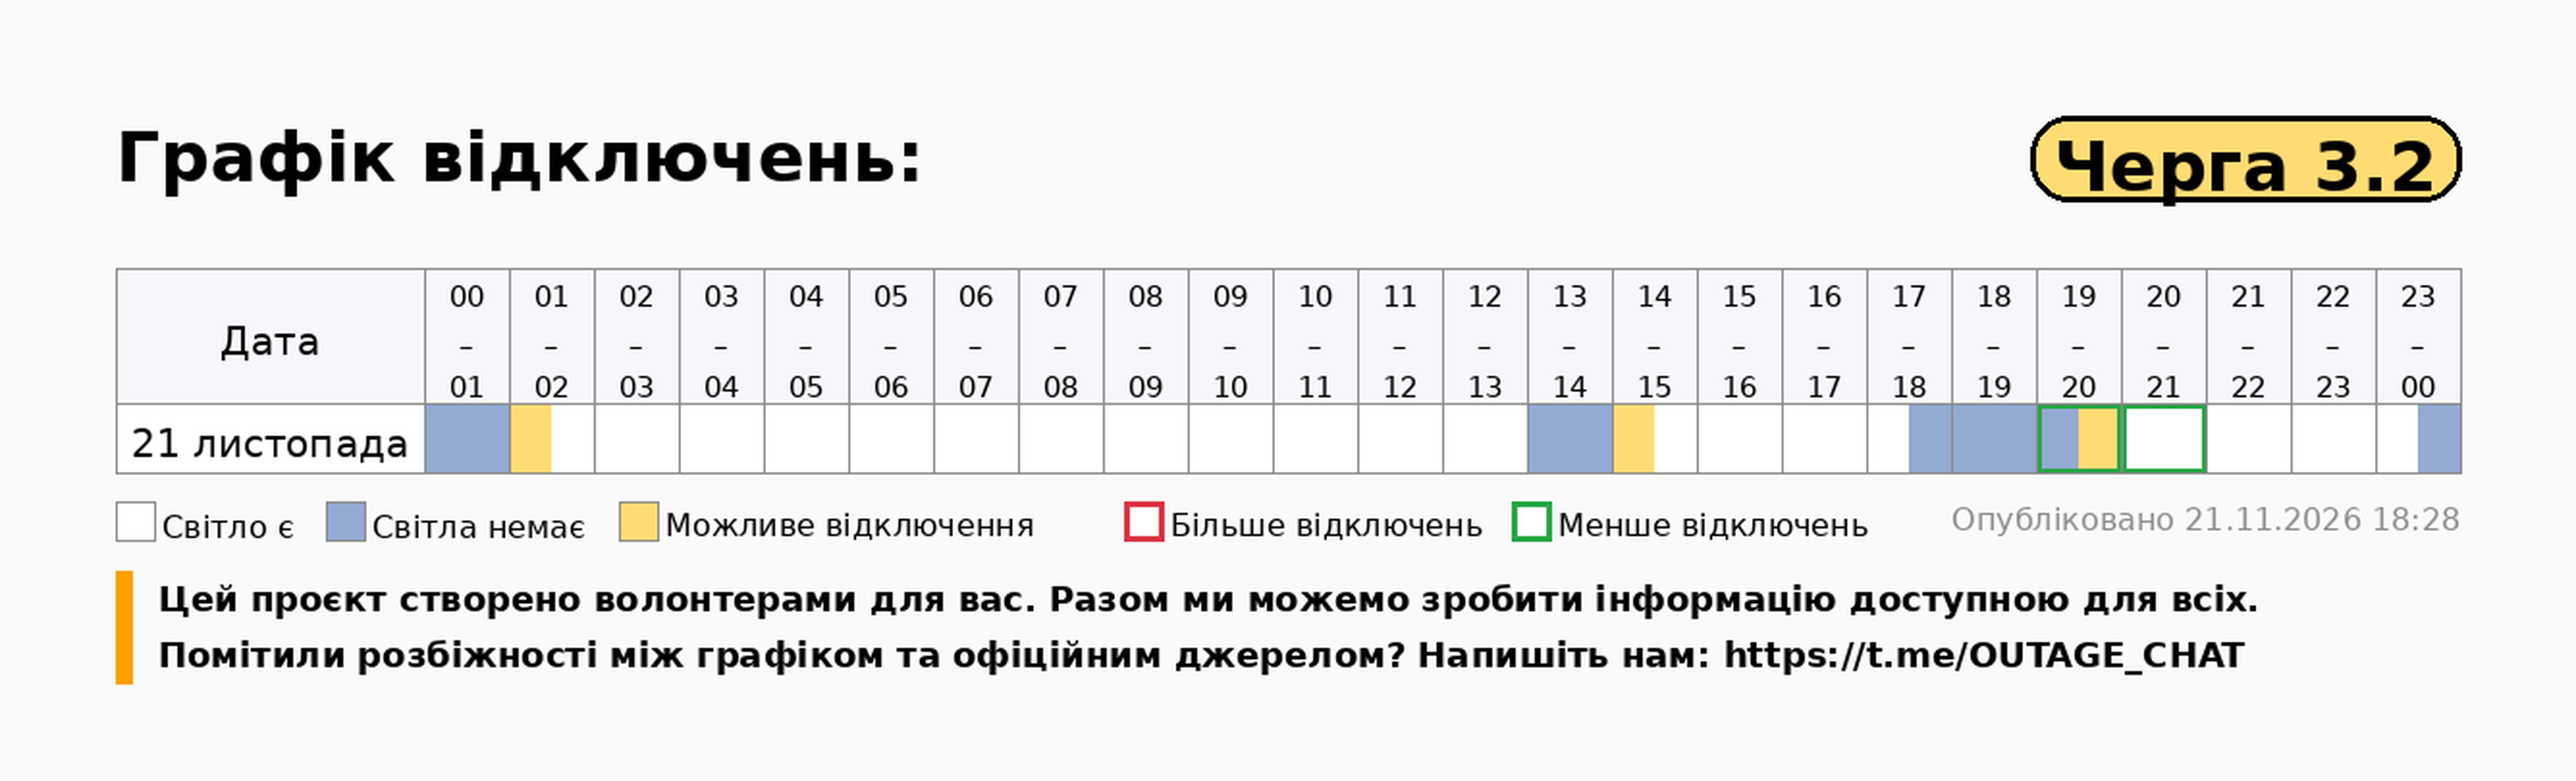 Графік відключень:
Черга 3.2
Дата
00 – 01
01 – 02
02 – 03
03 – 04
04 – 05
05 – 06
06 – 07
07 – 08
08 – 09
09 – 10
10 – 11
11 – 12
12 – 13
13 – 14
14 – 15
15 – 16
16 – 17
17 – 18
18 – 19
19 – 20
20 – 21
21 – 22
22 – 23
23 – 00
21 листопада
Світло є
Світла немає
Можливе відключення
Більше відключень
Менше відключень
Опубліковано 21.11.2026 18:28
Цей проєкт створено волонтерами для вас. Разом ми можемо зробити інформацію доступною для всіх.
Помітили розбіжності між графіком та офіційним джерелом? Напишіть нам: https://t.me/OUTAGE_CHAT